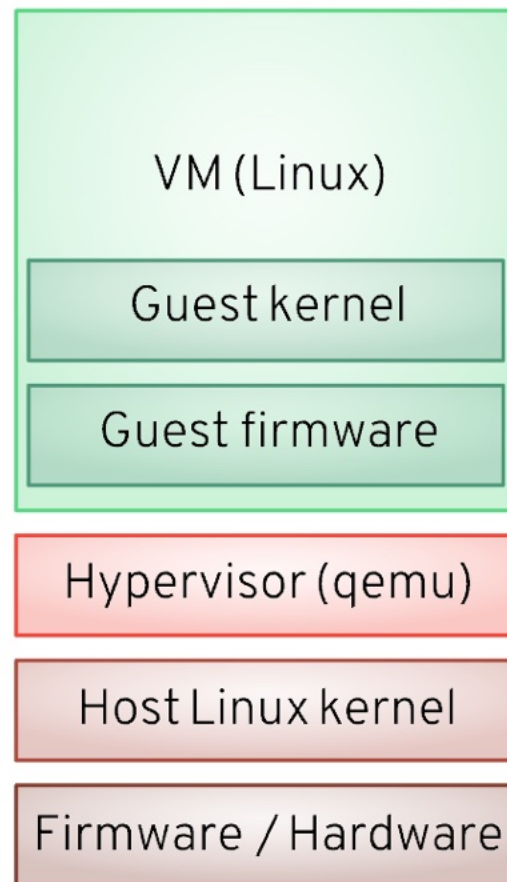 VM (Linux)
Guest kernel
Guest firmware
Hypervisor (qemu)
Host Linux kernel
Firmware / Hardware